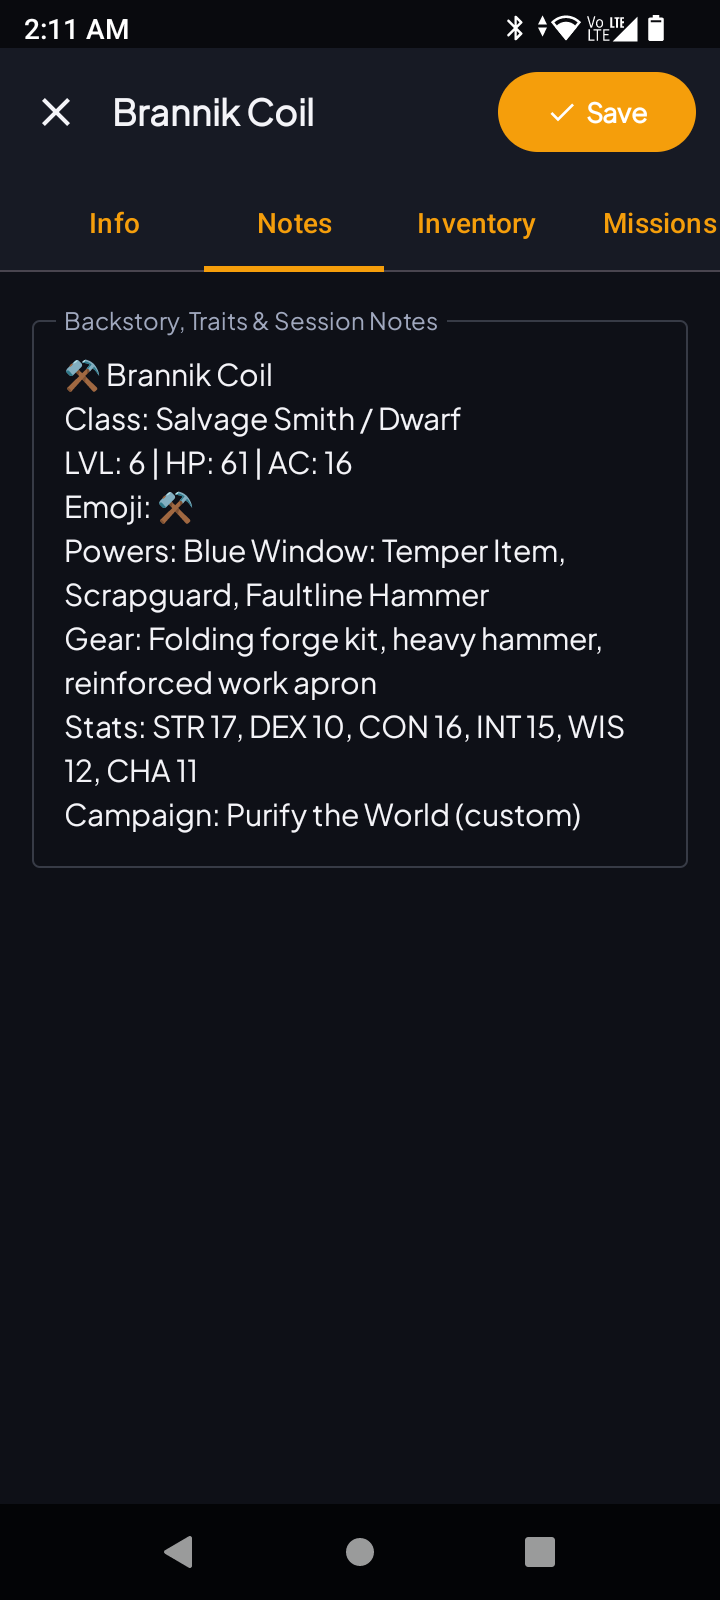 2:11 AM
Vo LTE
LTE
Brannik Coil
Save
Info
Notes
Inventory
Missions
Backstory, Traits & Session Notes
⚒️ Brannik Coil
Class: Salvage Smith / Dwarf
LVL: 6 | HP: 61 | AC: 16
Emoji: ⚒️
Powers: Blue Window: Temper Item,
Scrapguard, Faultline Hammer
Gear: Folding forge kit, heavy hammer,
reinforced work apron
Stats: STR 17, DEX 10, CON 16, INT 15, WIS
12, CHA 11
Campaign: Purify the World (custom)